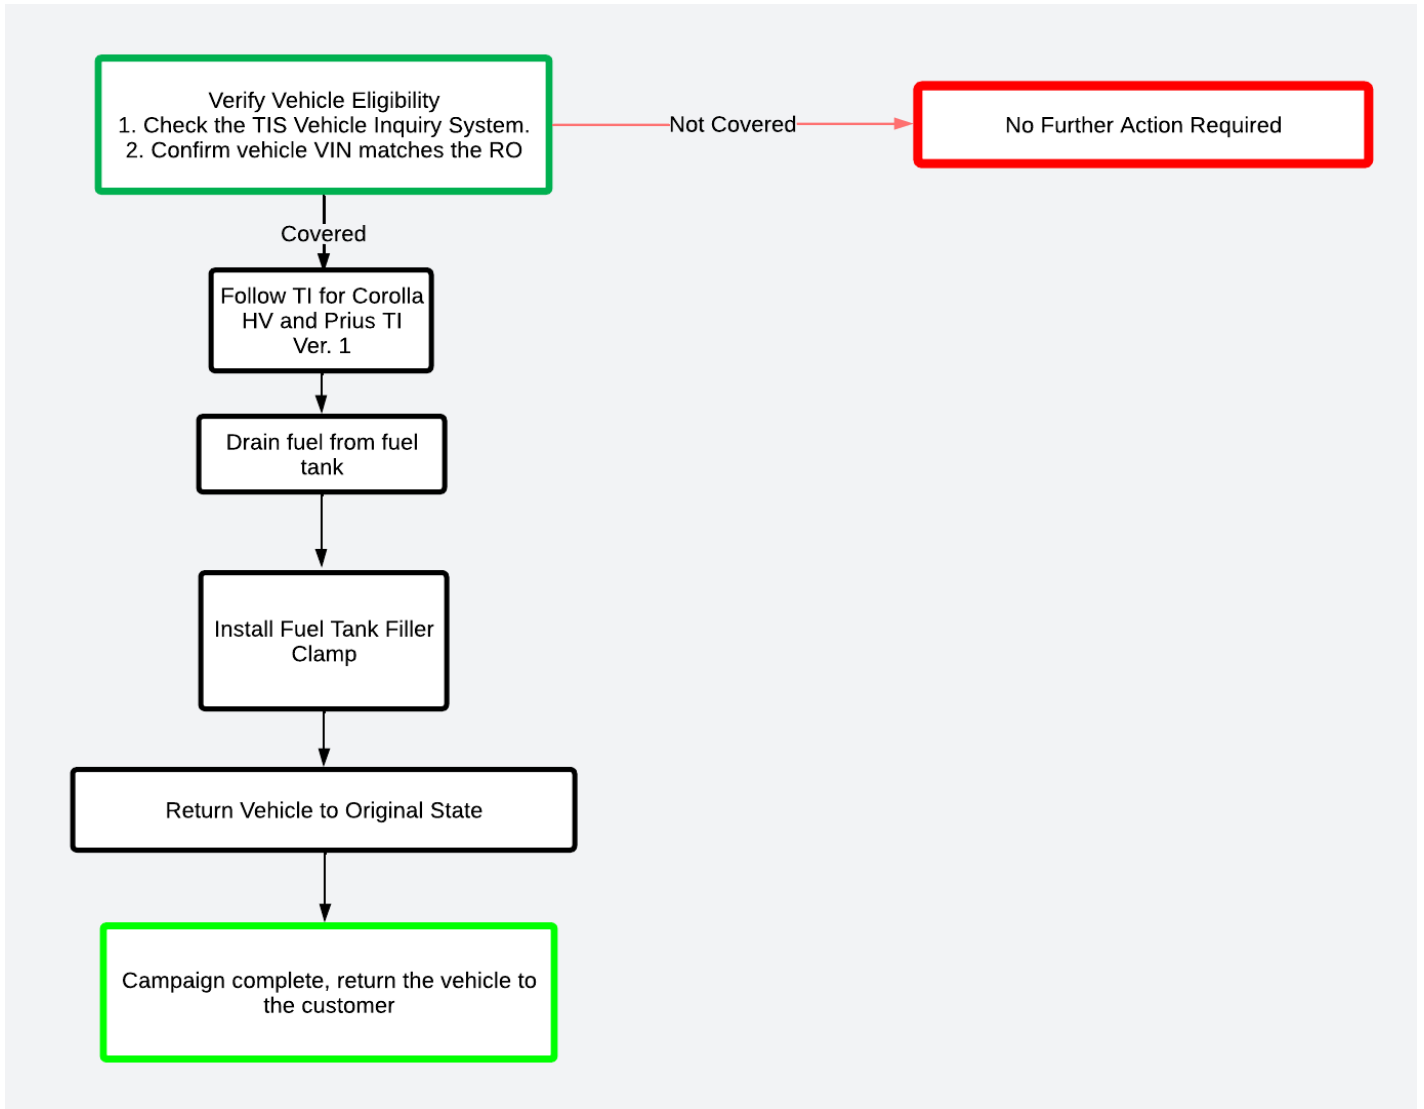 Verify Vehicle Eligibility
1. Check the TIS Vehicle Inquiry System.
2. Confirm vehicle VIN matches the RO
Not Covered
No Further Action Required
Covered
Follow TI for Corolla
HV and Prius TI
Ver. 1
Drain fuel from fuel
tank
Install Fuel Tank Filler
Clamp
Return Vehicle to Original State
Campaign complete, return the vehicle to
the customer